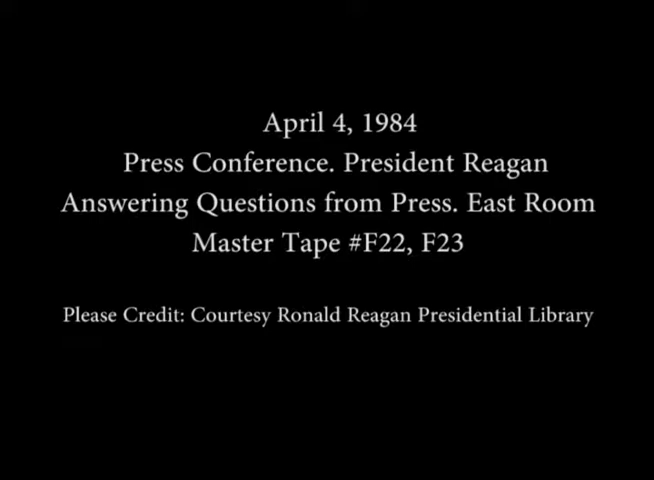 April 4, 1984
Press Conference. President Reagan
Answering Questions from Press. East Room
Master Tape #F22, F23
Please Credit: Courtesy Ronald Reagan Presidential Library